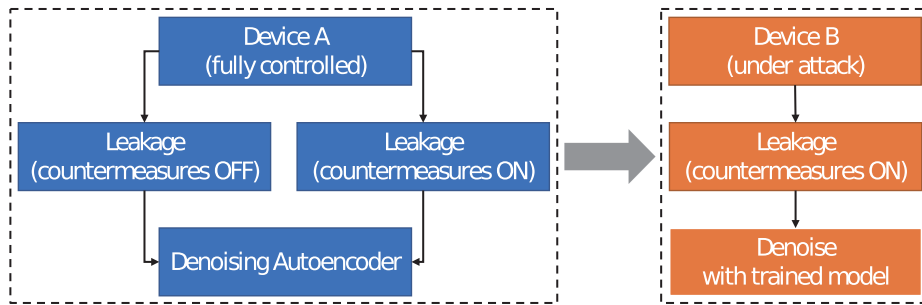 Device A
(fully controlled)
Leakage
(countermeasures OFF)
Leakage
(countermeasures ON)
Denoising Autoencoder
Device B
(under attack)
Leakage
(countermeasures ON)
Denoise
with trained model